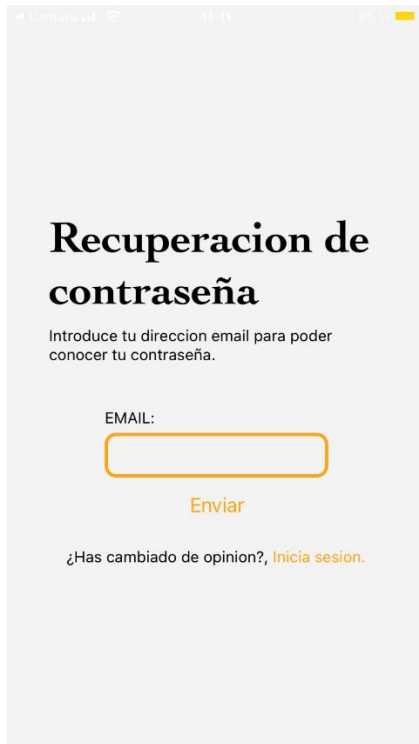 ◀ Camara 11:11 95 %
Recuperacion de
contraseña
Introduce tu direccion email para poder
conocer tu contraseña.
EMAIL:
Enviar
¿Has cambiado de opinion?, Inicia sesion.